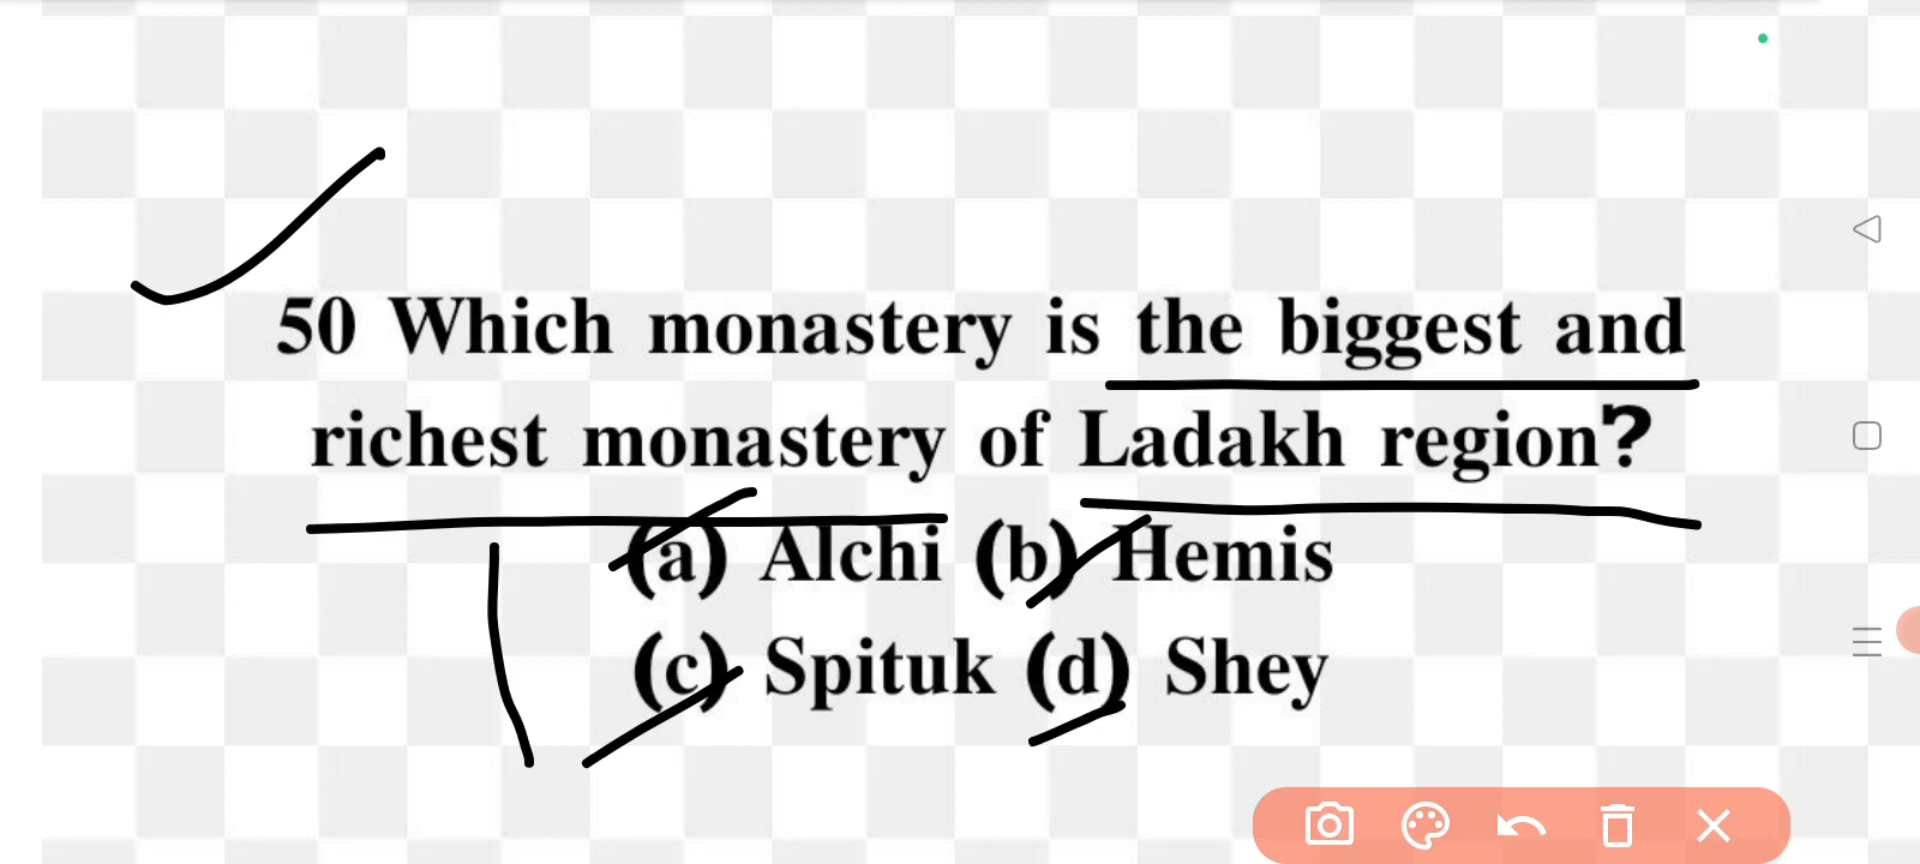 50 Which monastery is the biggest and
richest monastery of Ladakh region?
(a) Alchi (b) Hemis
(c) Spituk (d) Shey